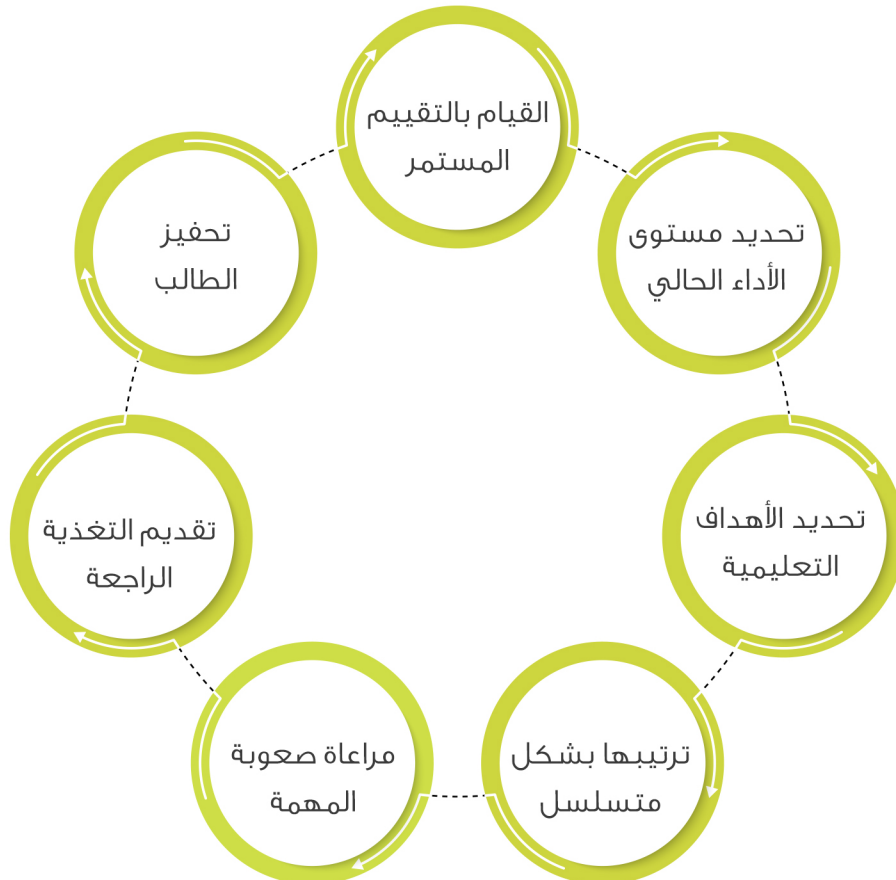 القيام بالتقييم
المستمر
تحديد مستوى
الأداء الحالي
تحديد الأهداف
التعليمية
ترتيبها بشكل
متسلسل
مراعاة صعوبة
المهمة
تقديم التغذية
الراجعة
تحفيز
الطالب